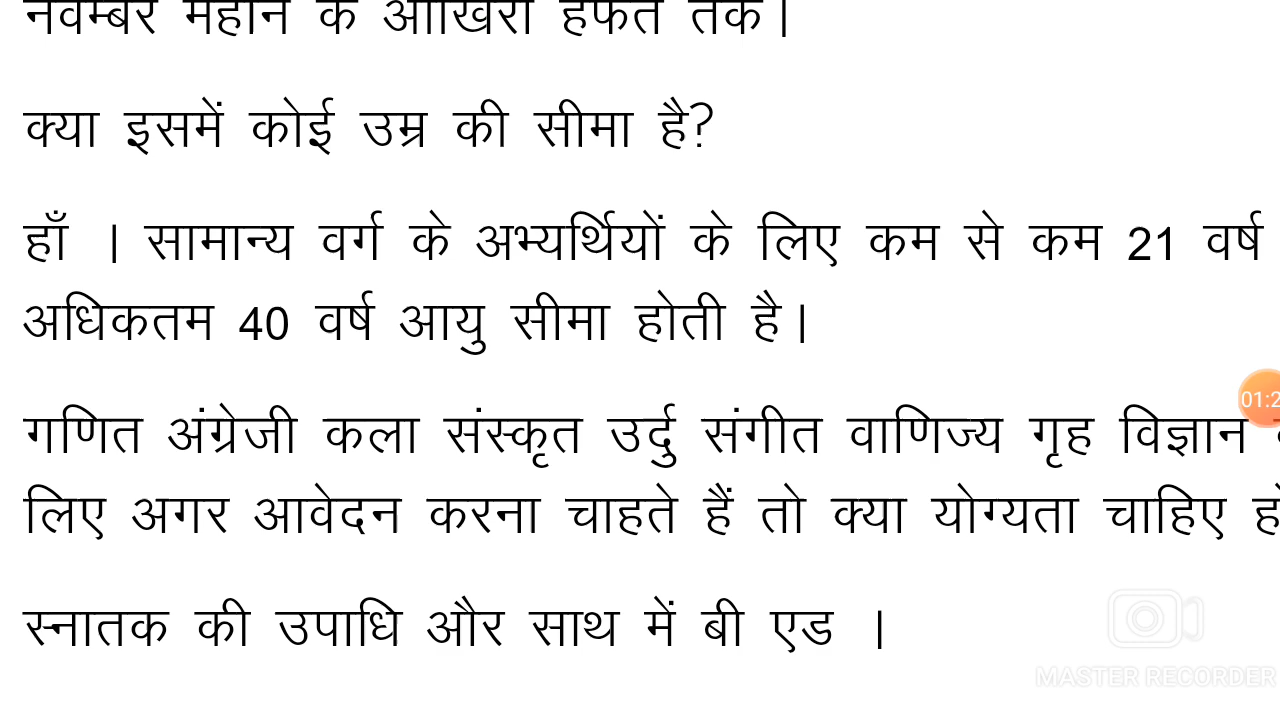 नवम्बर महीने के आखिरी हफ्ते तक।
क्या इसमें कोई उम्र की सीमा है?
हाँ । सामान्य वर्ग के अभ्यर्थियों के लिए कम से कम 21 वर्ष
अधिकतम 40 वर्ष आयु सीमा होती है।
गणित अंग्रेजी कला संस्कृत उर्दु संगीत वाणिज्य गृह विज्ञान
लिए अगर आवेदन करना चाहते हैं तो क्या योग्यता चाहिए
स्नातक की उपाधि और साथ में बी एड ।
MASTER RECORDER